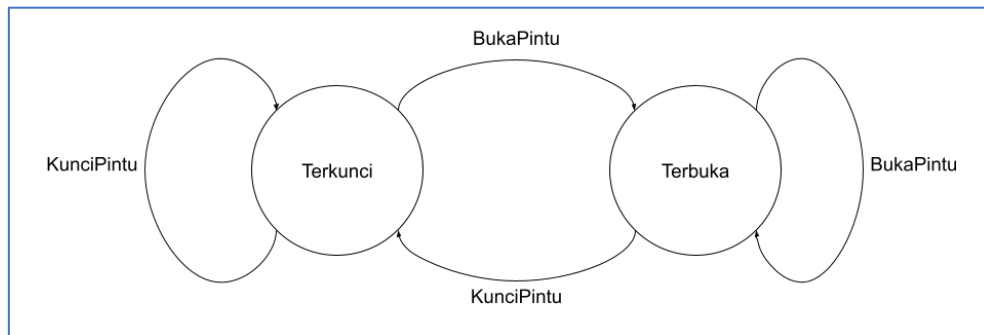 BukaPintu
KunciPintu
Terkunci
Terbuka
BukaPintu
KunciPintu